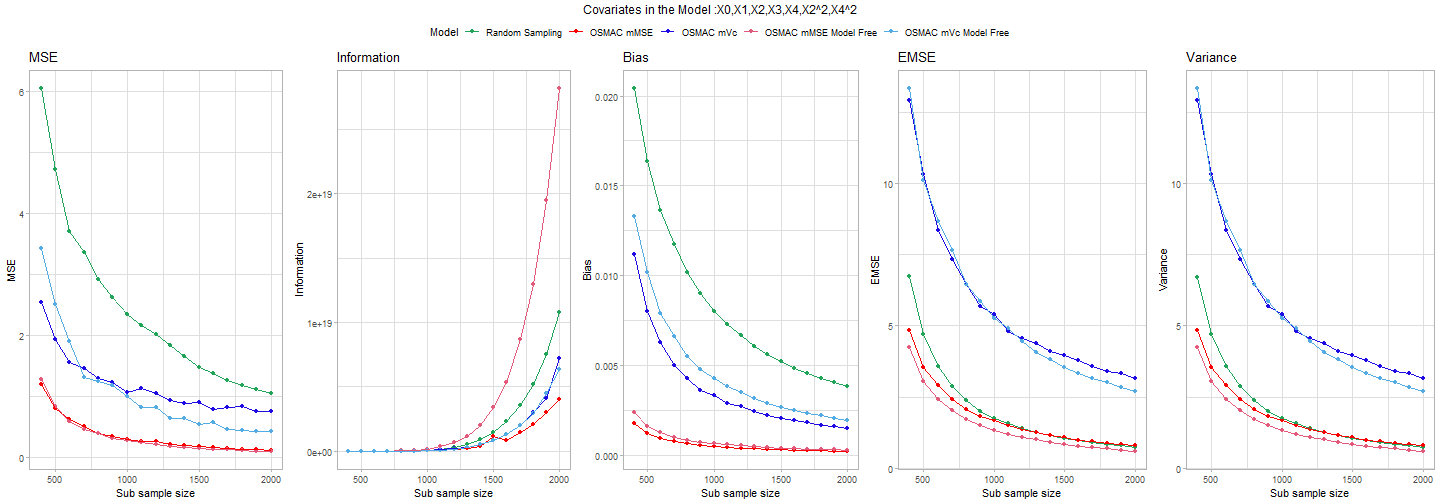 Covariates in the Model :X0,X1,X2,X3,X4,X2^2,X4^2
Model Random Sampling OSMAC mMSE OSMAC mVc OSMAC mMSE Model Free OSMAC mVc Model Free
MSE
MSE
6
4
2
0
500 1000 1500 2000
Sub sample size
Information
Information
2e+19
1e+19
0e+00
500 1000 1500 2000
Sub sample size
Bias
Bias
0.020
0.015
0.010
0.005
0.000
500 1000 1500 2000
Sub sample size
EMSE
EMSE
10
5
0
500 1000 1500 2000
Sub sample size
Variance
Variance
10
5
0
500 1000 1500 2000
Sub sample size